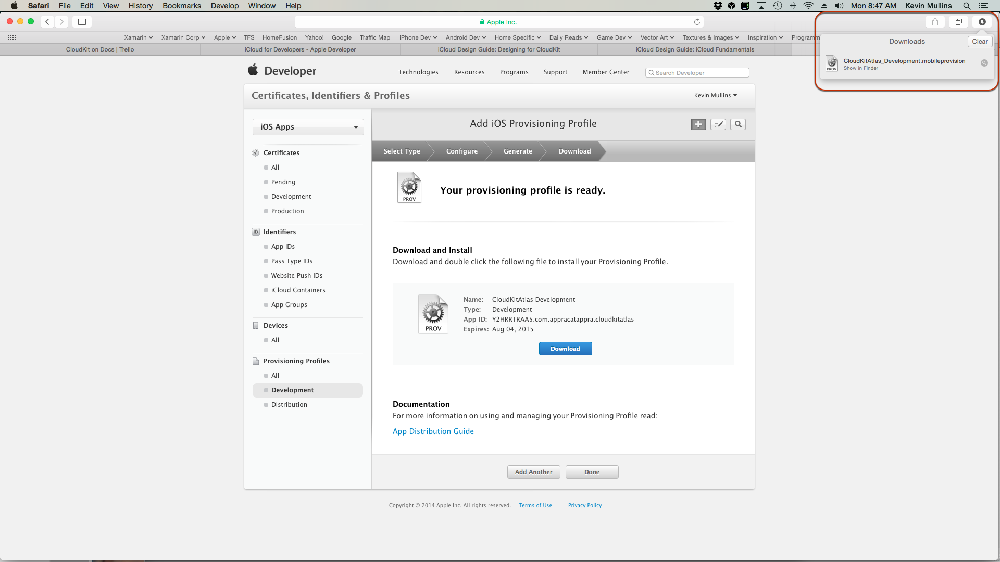 Safari File Edit View History Bookmarks Develop Window Help Mon 8:47 AM Kevin Mullins
Apple Inc.
Xamarin Xamarin Corp Apple TFS HomeFusion Yahoo! Google Traffic Map iPhone Dev Android Dev Home Specific Daily Reads Game Dev Vector Art Textures & Images Inspiration Programm
CloudKit on Docs | Trello iCloud for Developers - Apple Developer iCloud Design Guide: Designing for CloudKit iCloud Design Guide: iCloud Fundamentals
Downloads Clear
CloudKitAtlas_Development.mobileprovision
Show in Finder
PROV
Developer Technologies Resources Programs Support Member Center Search Developer
Certificates, Identifiers & Profiles Kevin Mullins
iOS Apps
Certificates
All
Pending
Development
Production
ID Identifiers
App IDs
Pass Type IDs
Website Push IDs
iCloud Containers
App Groups
Devices
All
Provisioning Profiles
All
Development
Distribution
Add iOS Provisioning Profile
Select Type Configure Generate Download
PROV
Your provisioning profile is ready.
Download and Install
Download and double click the following file to install your Provisioning Profile.
PROV
Name: CloudKitAtlas Development
Type: Development
App ID: Y2HRRTRAA5.com.appracatappra.cloudkitatlas
Expires: Aug 04, 2015
Download
Documentation
For more information on using and managing your Provisioning Profile read:
App Distribution Guide
Add Another Done
Copyright © 2014 Apple Inc. All rights reserved. Terms of Use Privacy Policy